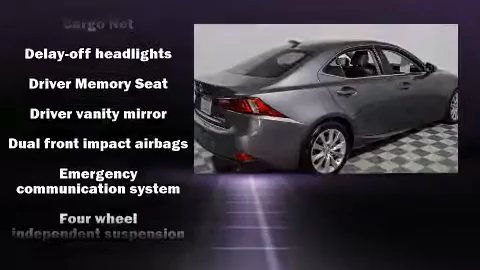 Cargo Net
Delay-off headlights
Driver Memory Seat
Driver vanity mirror
Dual front impact airbags
Emergency
communication system
Four wheel
independent suspension